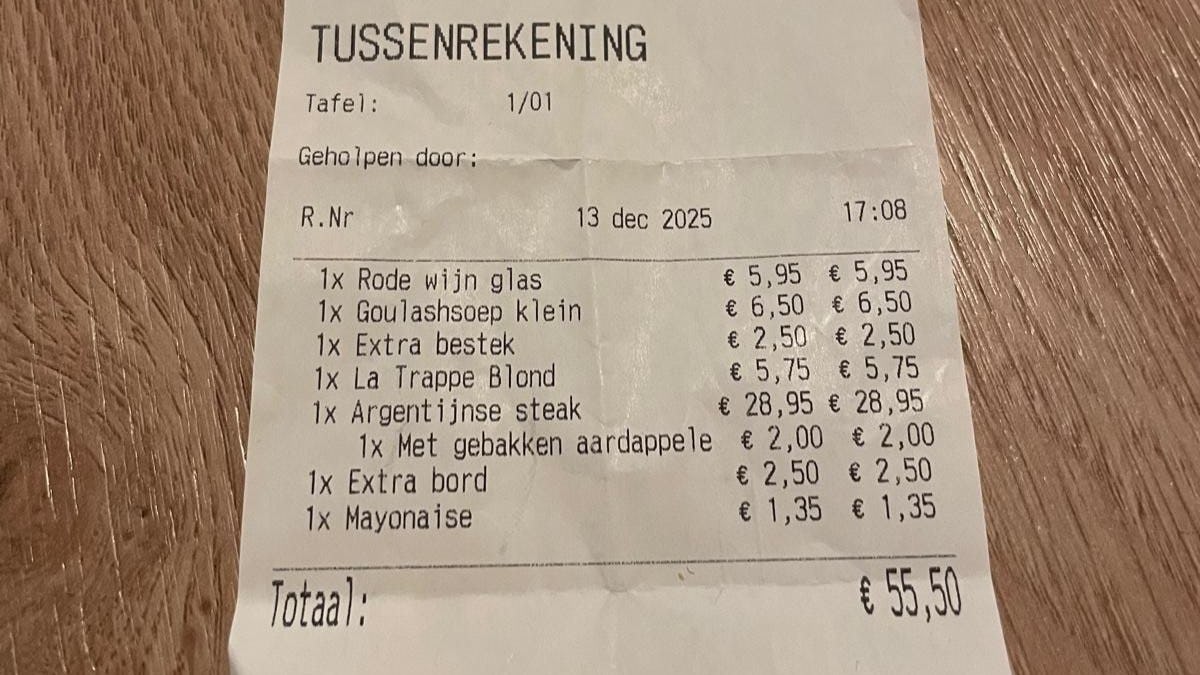 TUSSENREKENING
Tafel: 1/01
Geholpen door:
R.Nr 13 dec 2025 17:08
1x Rode wijn glas € 5,95 € 5,95
1x Goulashsoep klein € 6,50 € 6,50
1x Extra bestek € 2,50 € 2,50
1x La Trappe Blond € 5,75 € 5,75
1x Argentijnse steak € 28,95 € 28,95
1x Met gebakken aardappele € 2,00 € 2,00
1x Extra bord € 2,50 € 2,50
1x Mayonaise € 1,35 € 1,35
Totaal: € 55,50